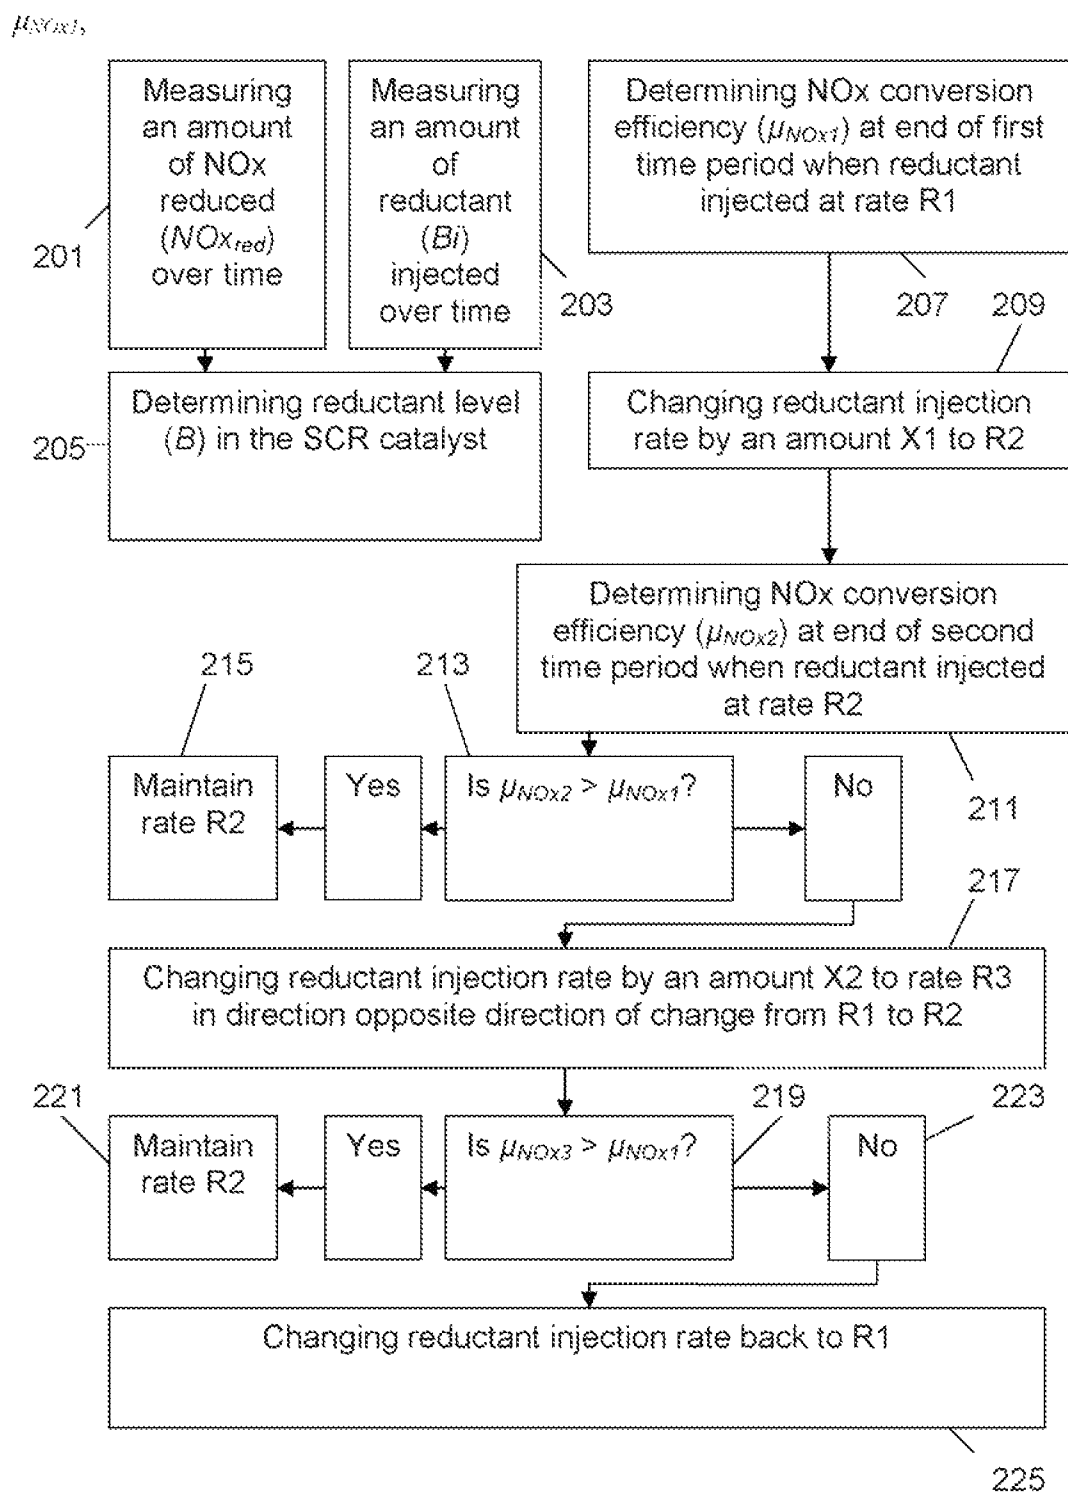 μNOx1,
Measuring
an amount
of NOx
reduced
(NOxred)
over time
Measuring
an amount
of
reductant
(Bi)
injected
over time
Determining NOx conversion
efficiency (μNOx1) at end of first
time period when reductant
injected at rate R1
201
203
207
209
Determining reductant level
(B) in the SCR catalyst
205
Changing reductant injection
rate by an amount X1 to R2
Determining NOx conversion
efficiency (μNOx2) at end of second
time period when reductant injected
at rate R2
215
213
211
Maintain
rate R2
Yes
Is μNOx2 > μNOx1?
No
217
Changing reductant injection rate by an amount X2 to rate R3
in direction opposite direction of change from R1 to R2
221
219
223
Maintain
rate R2
Yes
Is μNOx3 > μNOx1?
No
Changing reductant injection rate back to R1
225